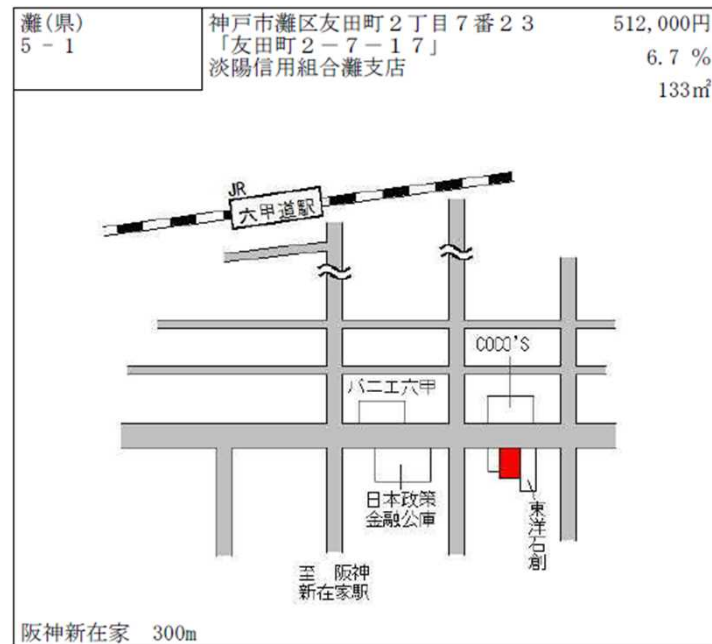 灘(県)
5 - 1
神戸市灘区友田町２丁目７番２３
「友田町２－７－１７」
淡陽信用組合灘支店
512,000円
6.7 %
133㎡
JR
六甲道駅
COCO'S
バニエ六甲
日本政策
金融公庫
東洋石創
至　阪神
新在家駅
阪神新在家　300m